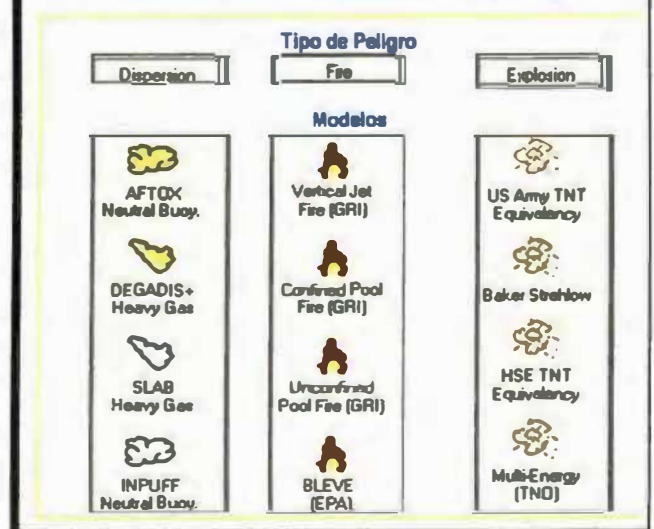 Tipo de Peligro
Dispersion
Fire
Explosion
Modelos
AFTOX
Neutral Buoy.
DEGADIS+
Heavy Gas
SLAB
Heavy Gas
INPUFF
Neutral Buoy.
Vertical Jet
Fire (GRI)
Confined Pool
Fire (GRI)
Unconfined
Pool Fire (GRI)
BLEVE
(EPA)
US Army TNT
Equivalency
Baker Strehlow
HSE TNT
Equivalency
Multi-Energy
(TNO)